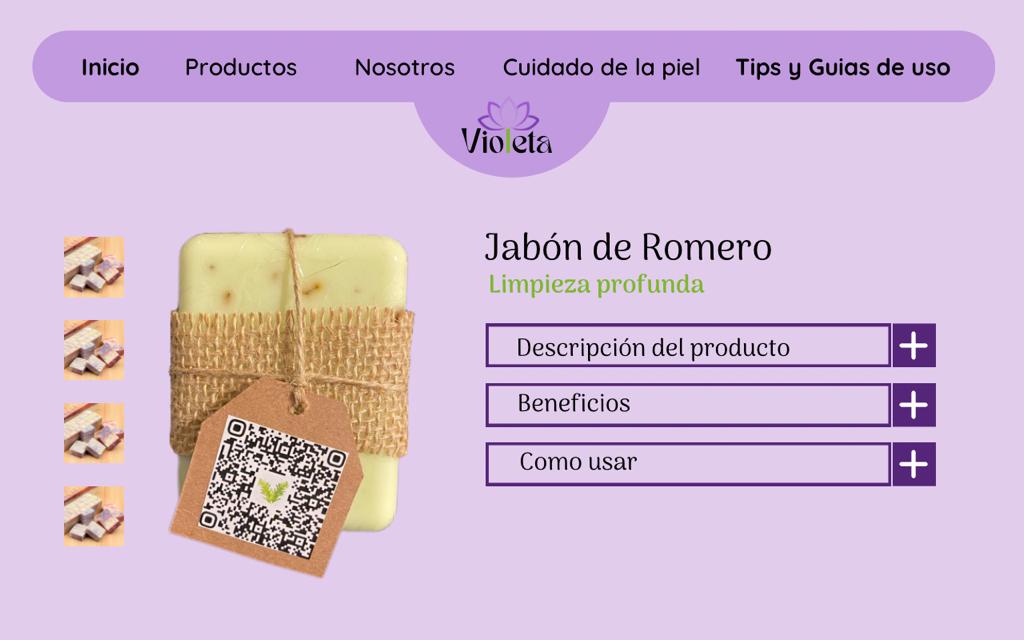 Inicio
Productos
Nosotros
Cuidado de la piel
Tips y Guias de uso
Violeta
Jabón de Romero
Limpieza profunda
Descripción del producto
Beneficios
Como usar